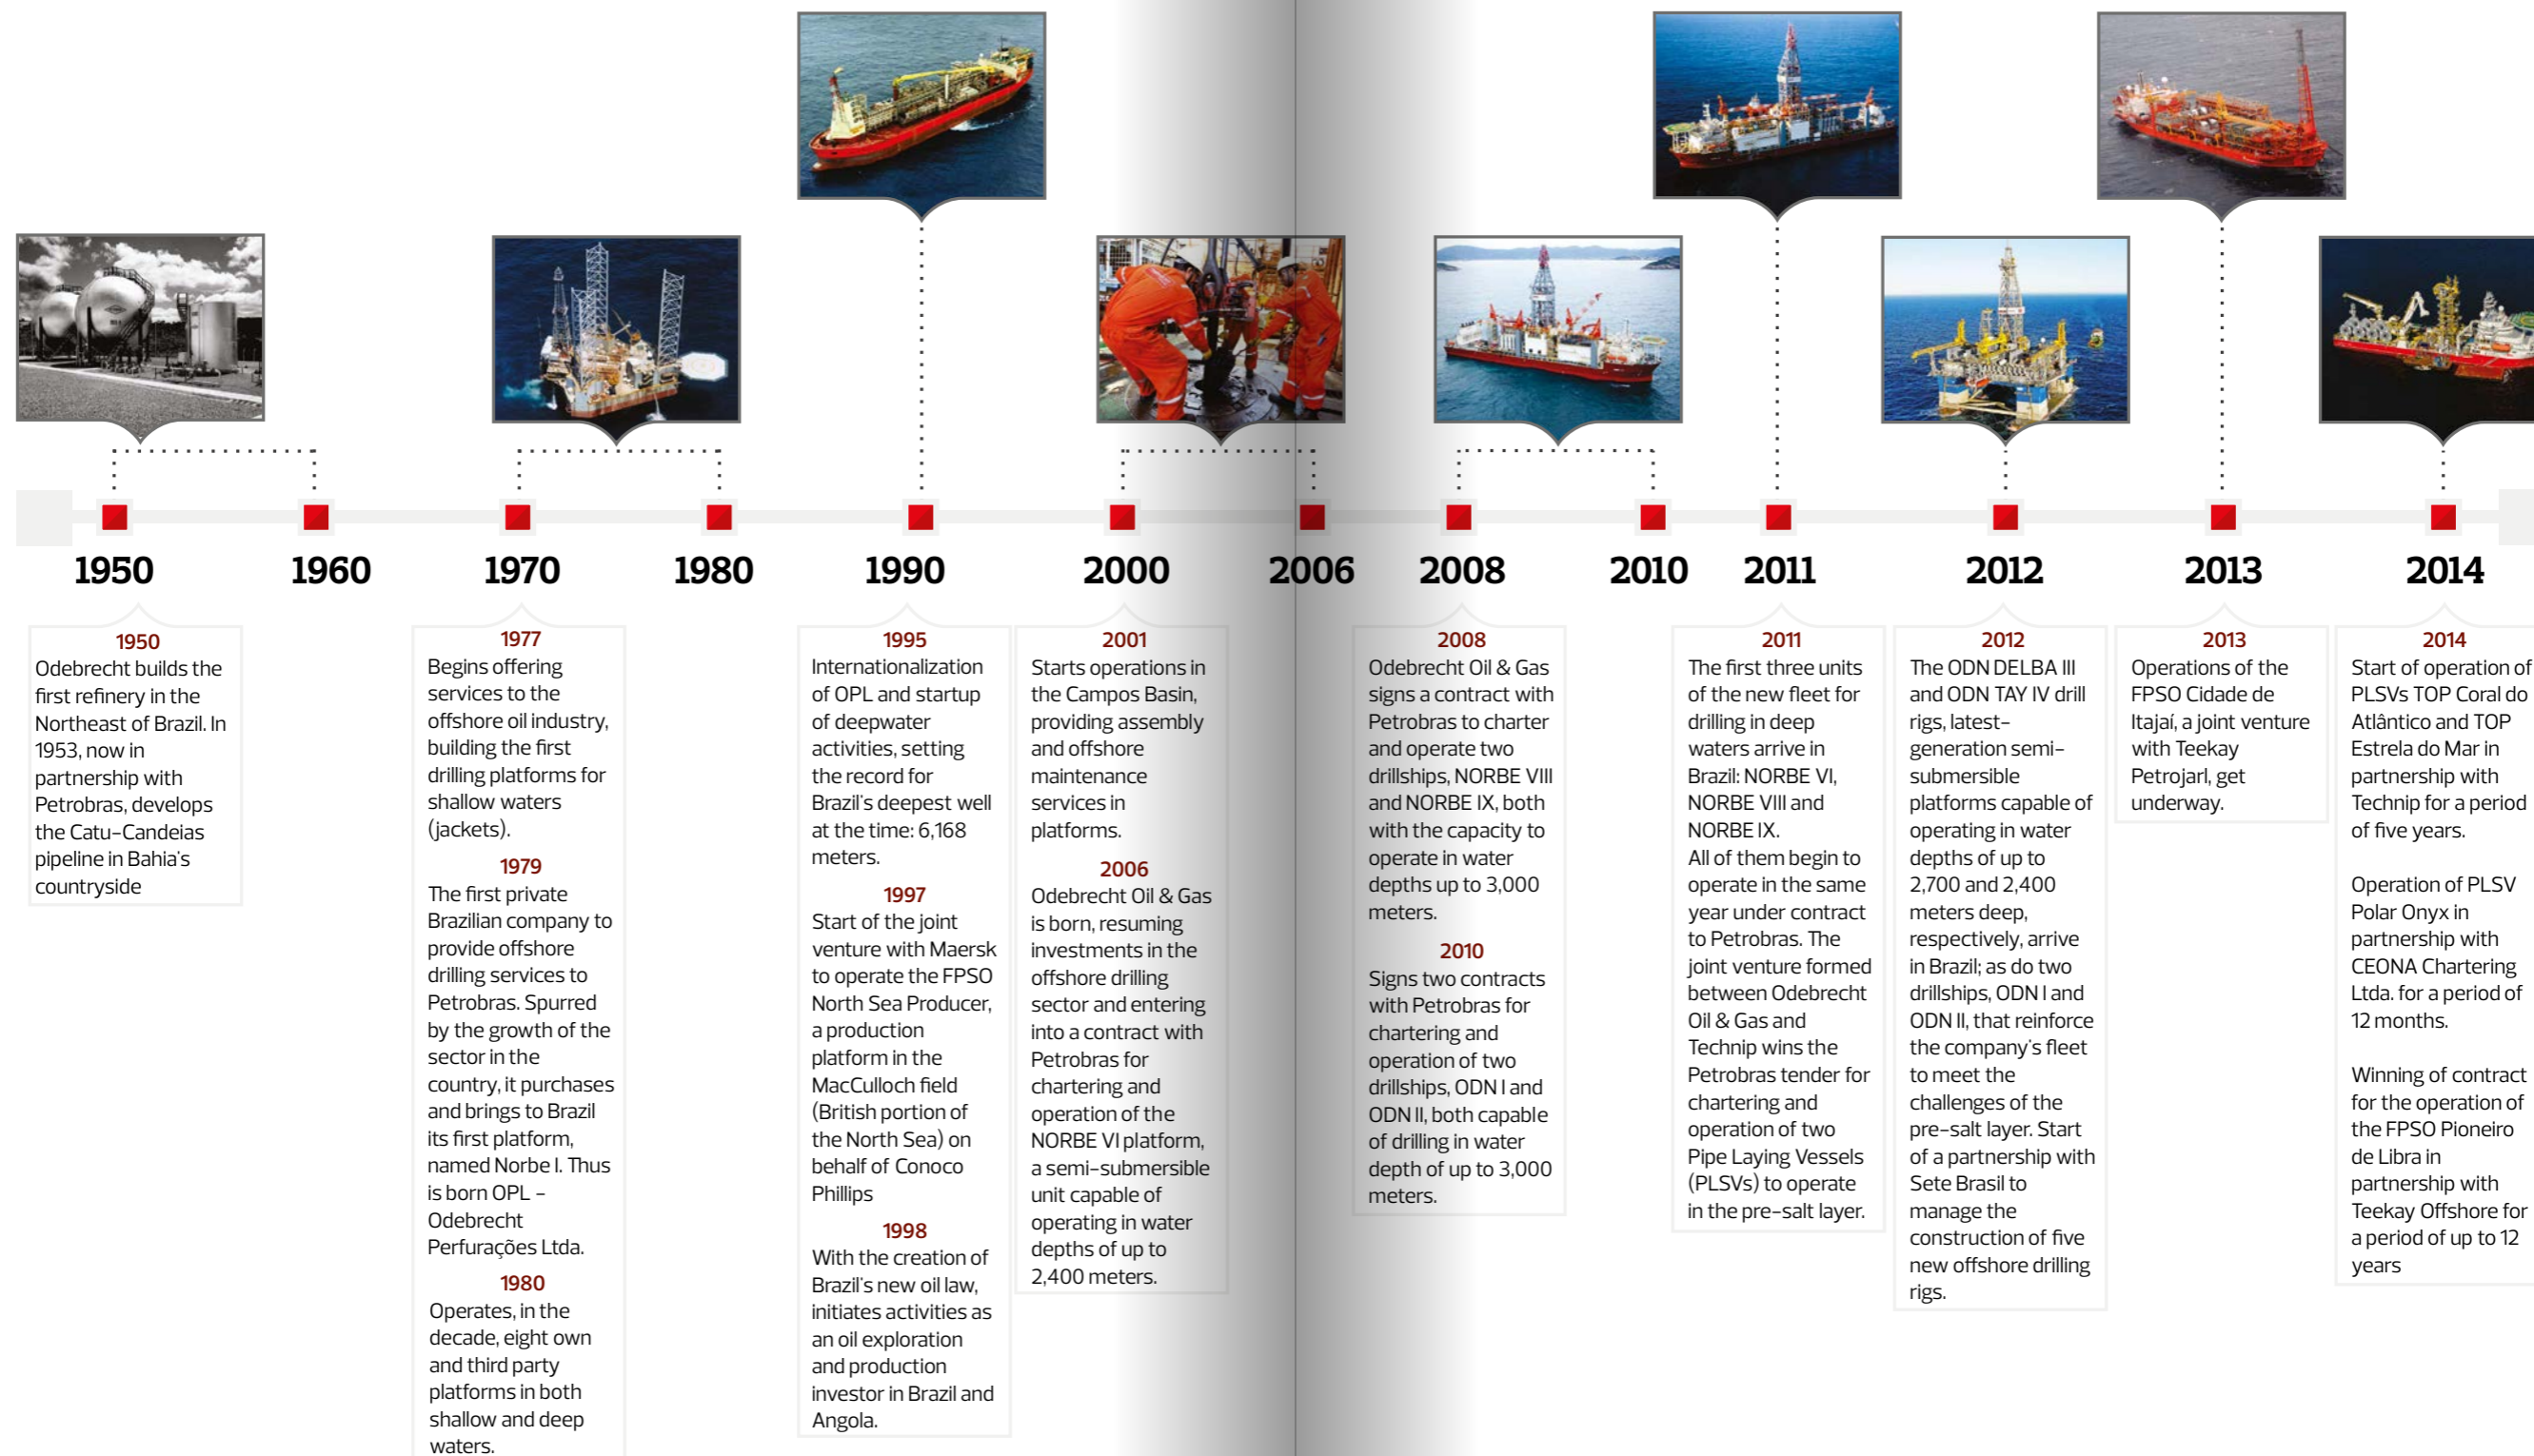 1950
1960
1970
1980
1990
2000
2006
2008
2010
2011
2012
2013
2014
1950
Odebrecht builds the
first refinery in the
Northeast of Brazil. In
1953, now in
partnership with
Petrobras, develops
the Catu-Candeias
pipeline in Bahia's
countryside
1977
Begins offering
services to the
offshore oil industry,
building the first
drilling platforms for
shallow waters
(jackets).
1979
The first private
Brazilian company to
provide offshore
drilling services to
Petrobras. Spurred
by the growth of the
sector in the
country, it purchases
and brings to Brazil
its first platform,
named Norbe I. Thus
is born OPL -
Odebrecht
Perfurações Ltda.
1980
Operates, in the
decade, eight own
and third party
platforms in both
shallow and deep
waters.
1995
Internationalization
of OPL and startup
of deepwater
activities, setting
the record for
Brazil's deepest well
at the time: 6,168
meters.
1997
Start of the joint
venture with Maersk
to operate the FPSO
North Sea Producer,
a production
platform in the
MacCulloch field
(British portion of
the North Sea) on
behalf of Conoco
Phillips
1998
With the creation of
Brazil's new oil law,
initiates activities as
an oil exploration
and production
investor in Brazil and
Angola.
2001
Starts operations in
the Campos Basin,
providing assembly
and offshore
maintenance
services in
platforms.
2006
Odebrecht Oil & Gas
is born, resuming
investments in the
offshore drilling
sector and entering
into a contract with
Petrobras for
chartering and
operation of the
NORBE VI platform,
a semi-submersible
unit capable of
operating in water
depths of up to
2,400 meters.
2008
Odebrecht Oil & Gas
signs a contract with
Petrobras to charter
and operate two
drillships, NORBE VIII
and NORBE IX, both
with the capacity to
operate in water
depths up to 3,000
meters.
2010
Signs two contracts
with Petrobras for
chartering and
operation of two
drillships, ODN I and
ODN II, both capable
of drilling in water
depth of up to 3,000
meters.
2011
The first three units
of the new fleet for
drilling in deep
waters arrive in
Brazil: NORBE VI,
NORBE VIII and
NORBE IX.
All of them begin to
operate in the same
year under contract
to Petrobras. The
joint venture formed
between Odebrecht
Oil & Gas and
Technip wins the
Petrobras tender for
chartering and
operation of two
Pipe Laying Vessels
(PLSVs) to operate
in the pre-salt layer.
2012
The ODN DELBA III
and ODN TAY IV drill
rigs, latest-
generation semi-
submersible
platforms capable of
operating in water
depths of up to
2,700 and 2,400
meters deep,
respectively, arrive
in Brazil; as do two
drillships, ODN I and
ODN II, that reinforce
the company's fleet
to meet the
challenges of the
pre-salt layer. Start
of a partnership with
Sete Brasil to
manage the
construction of five
new offshore drilling
rigs.
2013
Operations of the
FPSO Cidade de
Itajaí, a joint venture
with Teekay
Petrojarl, get
underway.
2014
Start of operation of
PLSVs TOP Coral do
Atlântico and TOP
Estrela do Mar in
partnership with
Technip for a period
of five years.
Operation of PLSV
Polar Onyx in
partnership with
CEONA Chartering
Ltda. for a period of
12 months.
Winning of contract
for the operation of
the FPSO Pioneiro
de Libra in
partnership with
Teekay Offshore for
a period of up to 12
years